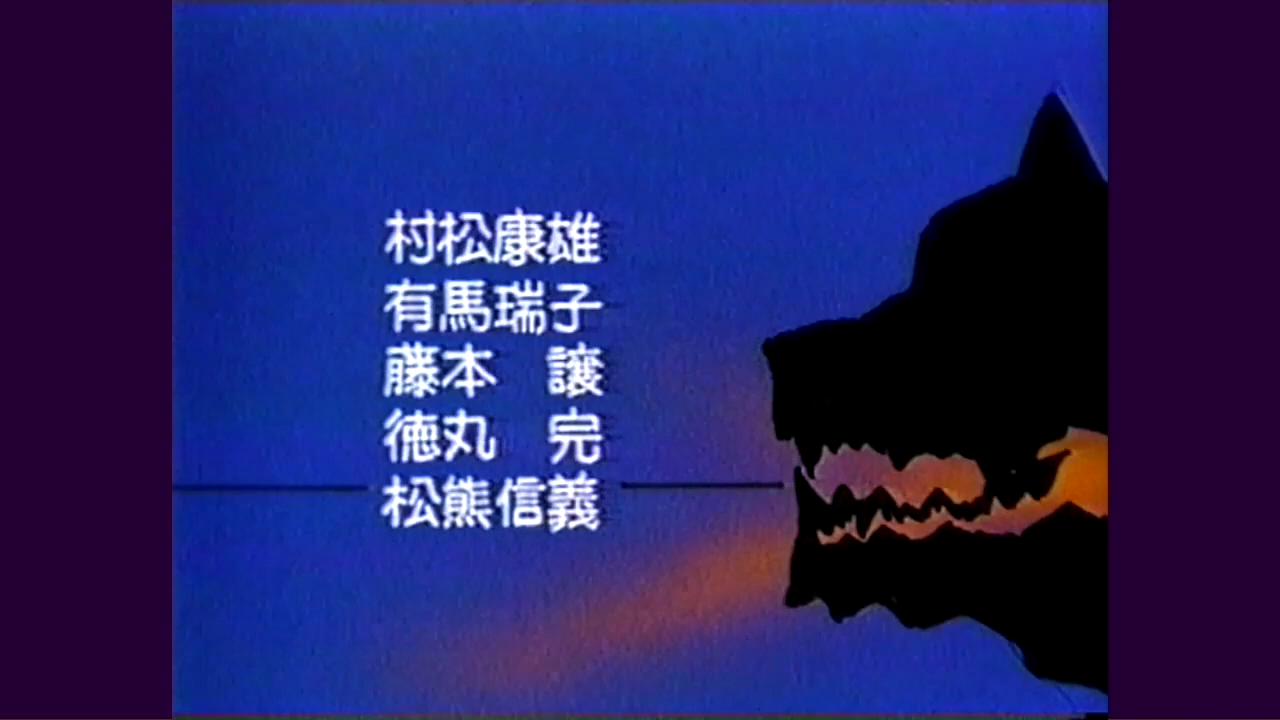 村松康雄
有馬瑞子
藤本　譲
徳丸　完
松熊信義